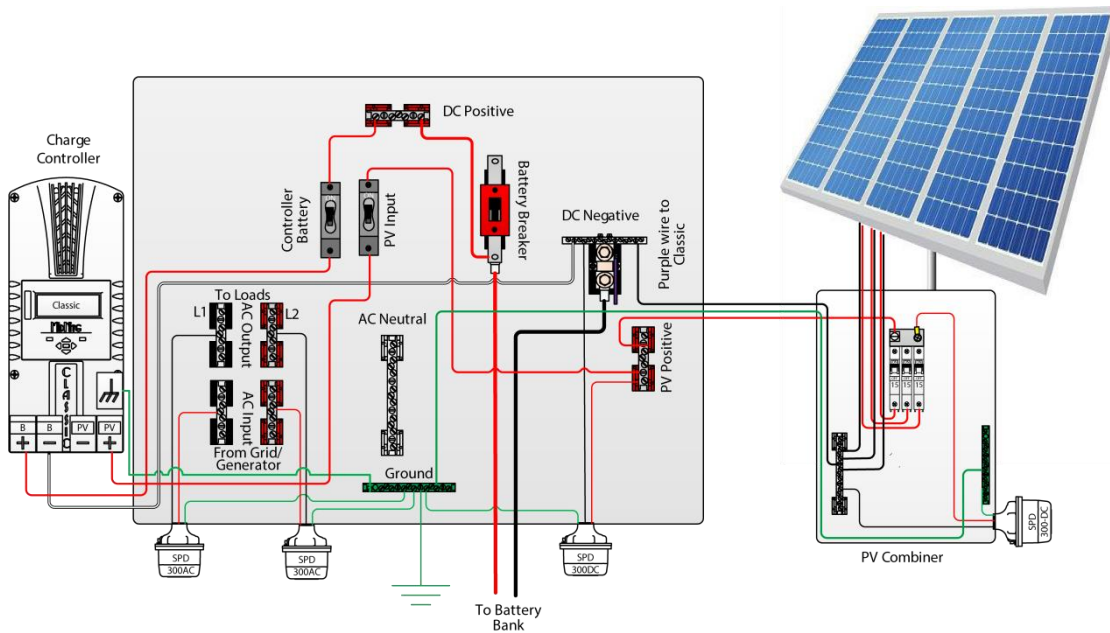 Charge
Controller
Classic
MidNite
CLASSIC
B
B
PV
PV
+
−
−
+
DC Positive
Controller
Battery
PV Input
Battery Breaker
DC Negative
Purple wire to
Classic
To Loads
L1
AC Output
L2
AC Input
From Grid/
Generator
AC Neutral
Ground
PV Positive
SPD
300AC
SPD
300AC
SPD
300DC
To Battery
Bank
15
15
15
SPD
300-DC
PV Combiner